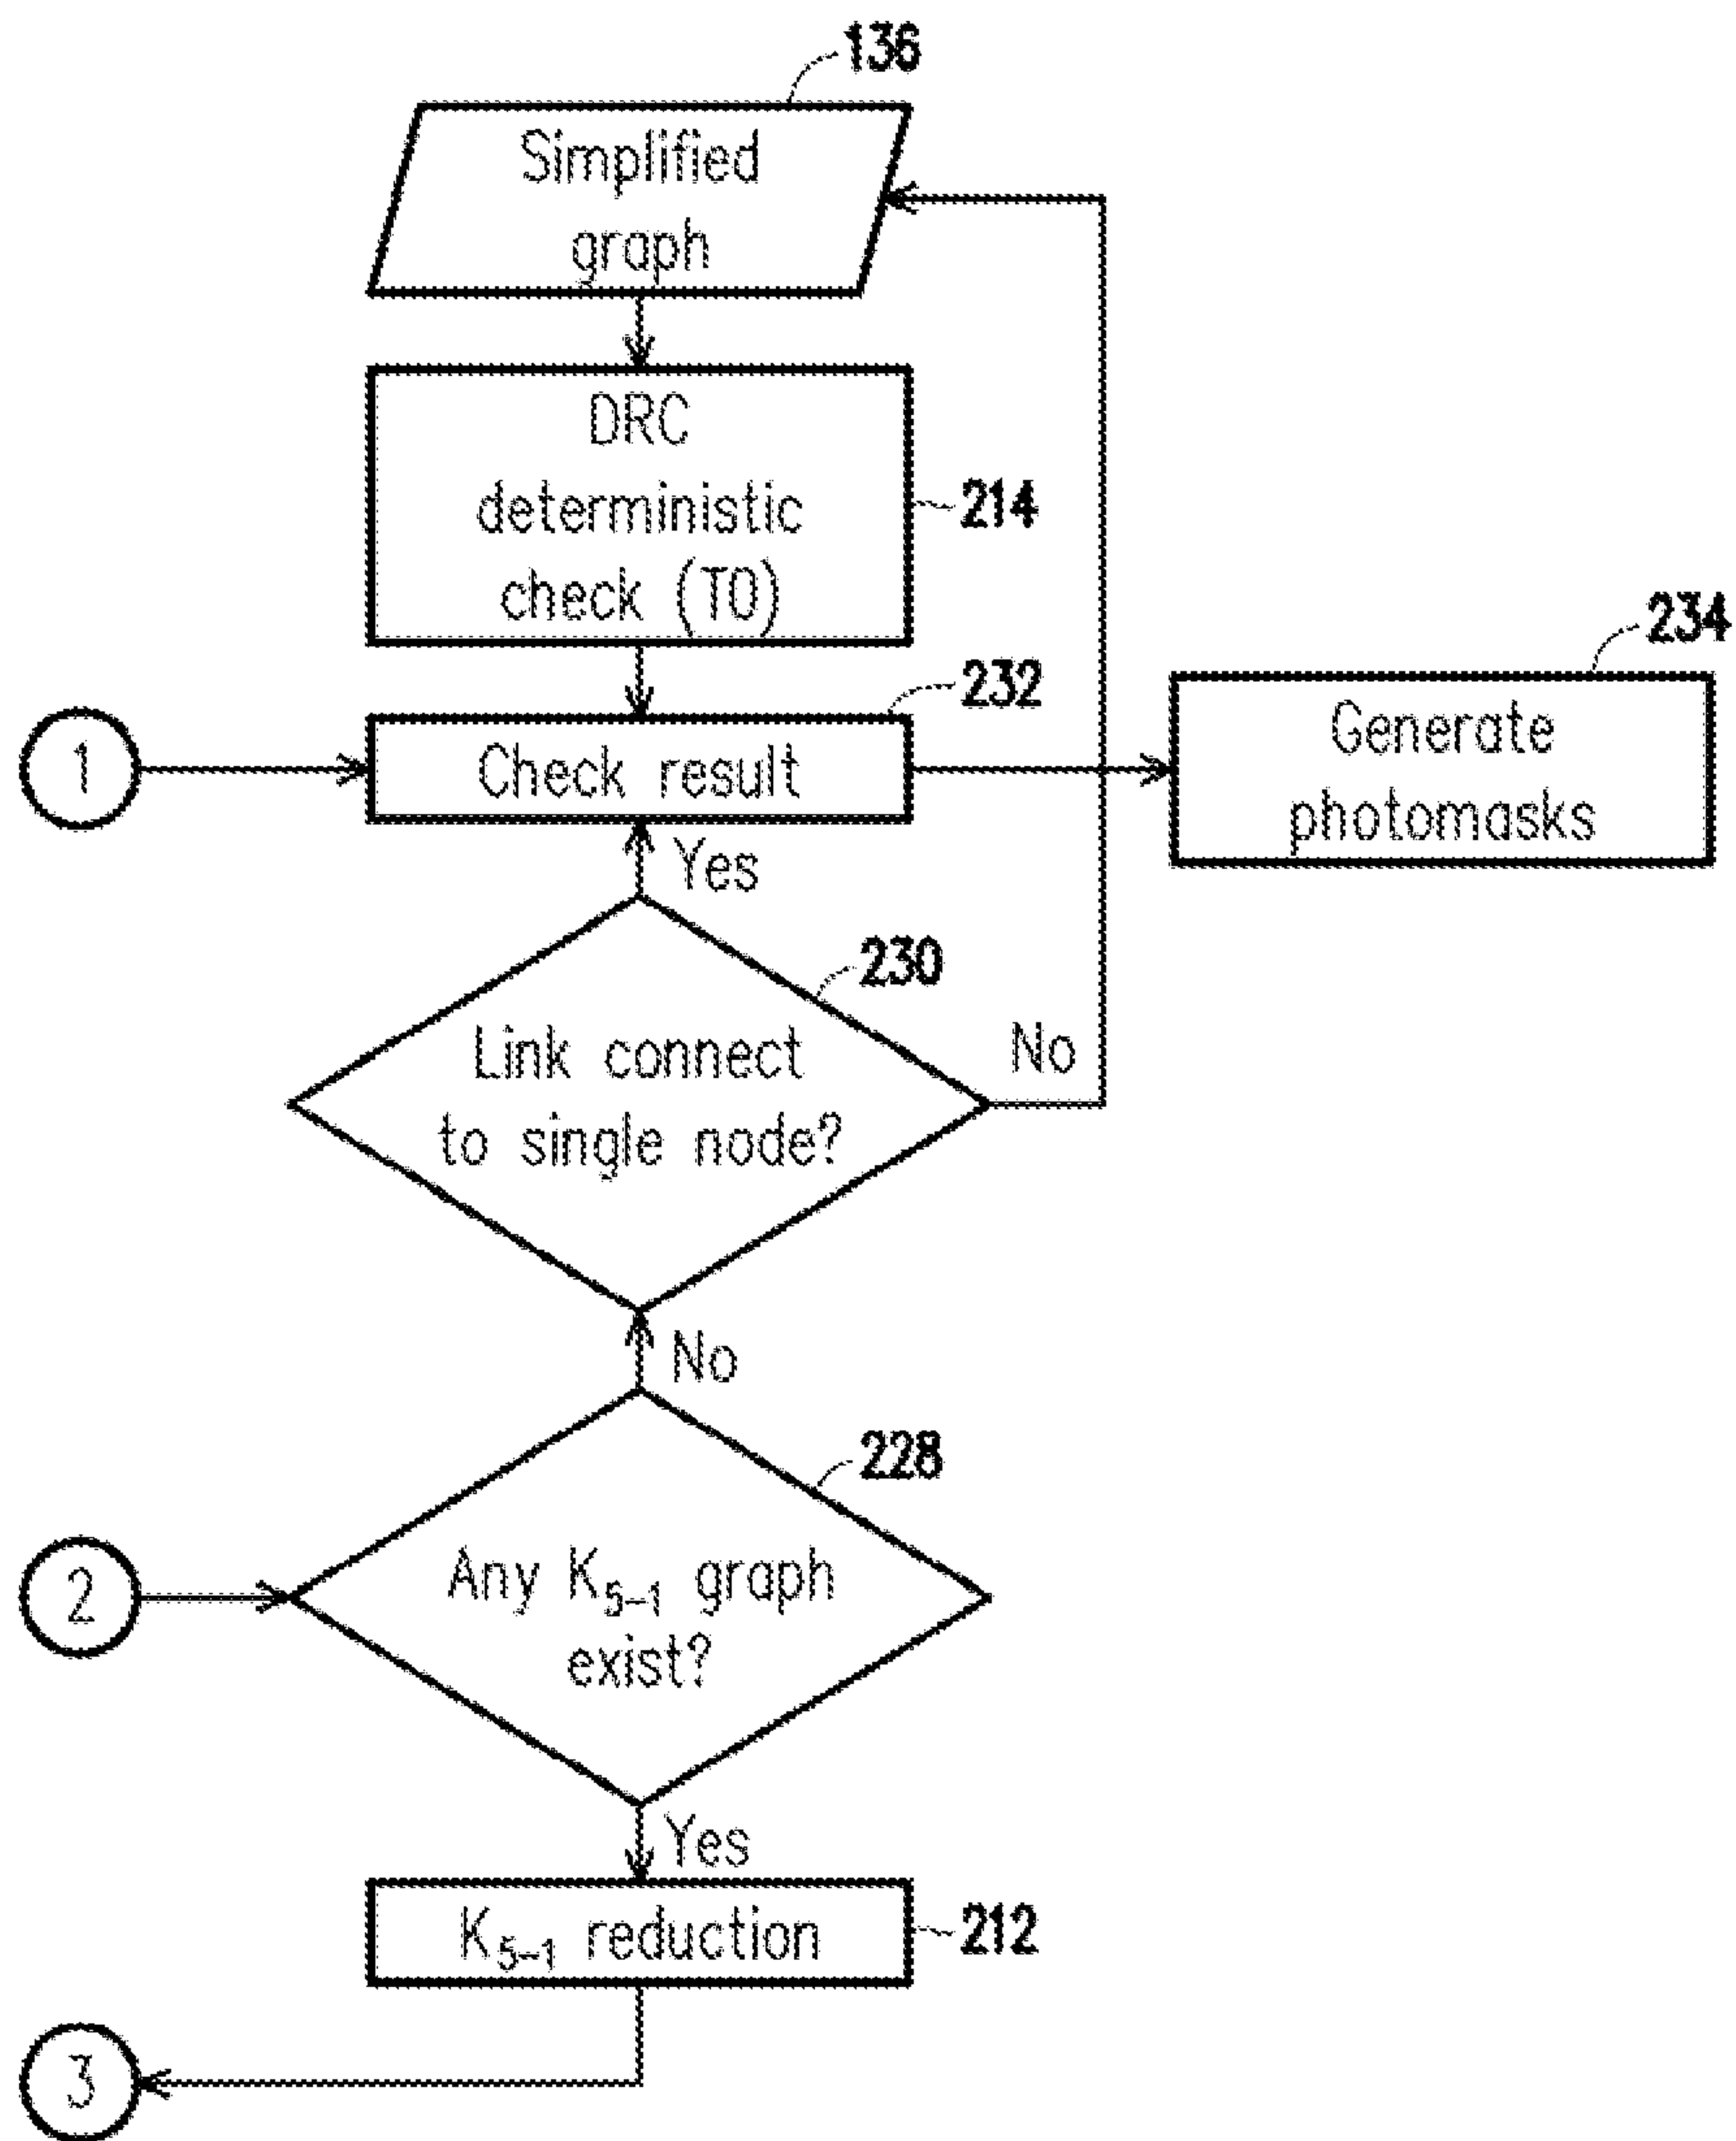 136
Simplified
graph
DRC
deterministic
check (T0)
214
234
232
1
Check result
Generate
photomasks
Yes
230
Link connect
to single node?
No
No
228
2
Any K₅₋₁ graph
exist?
Yes
K₅₋₁ reduction
212
3